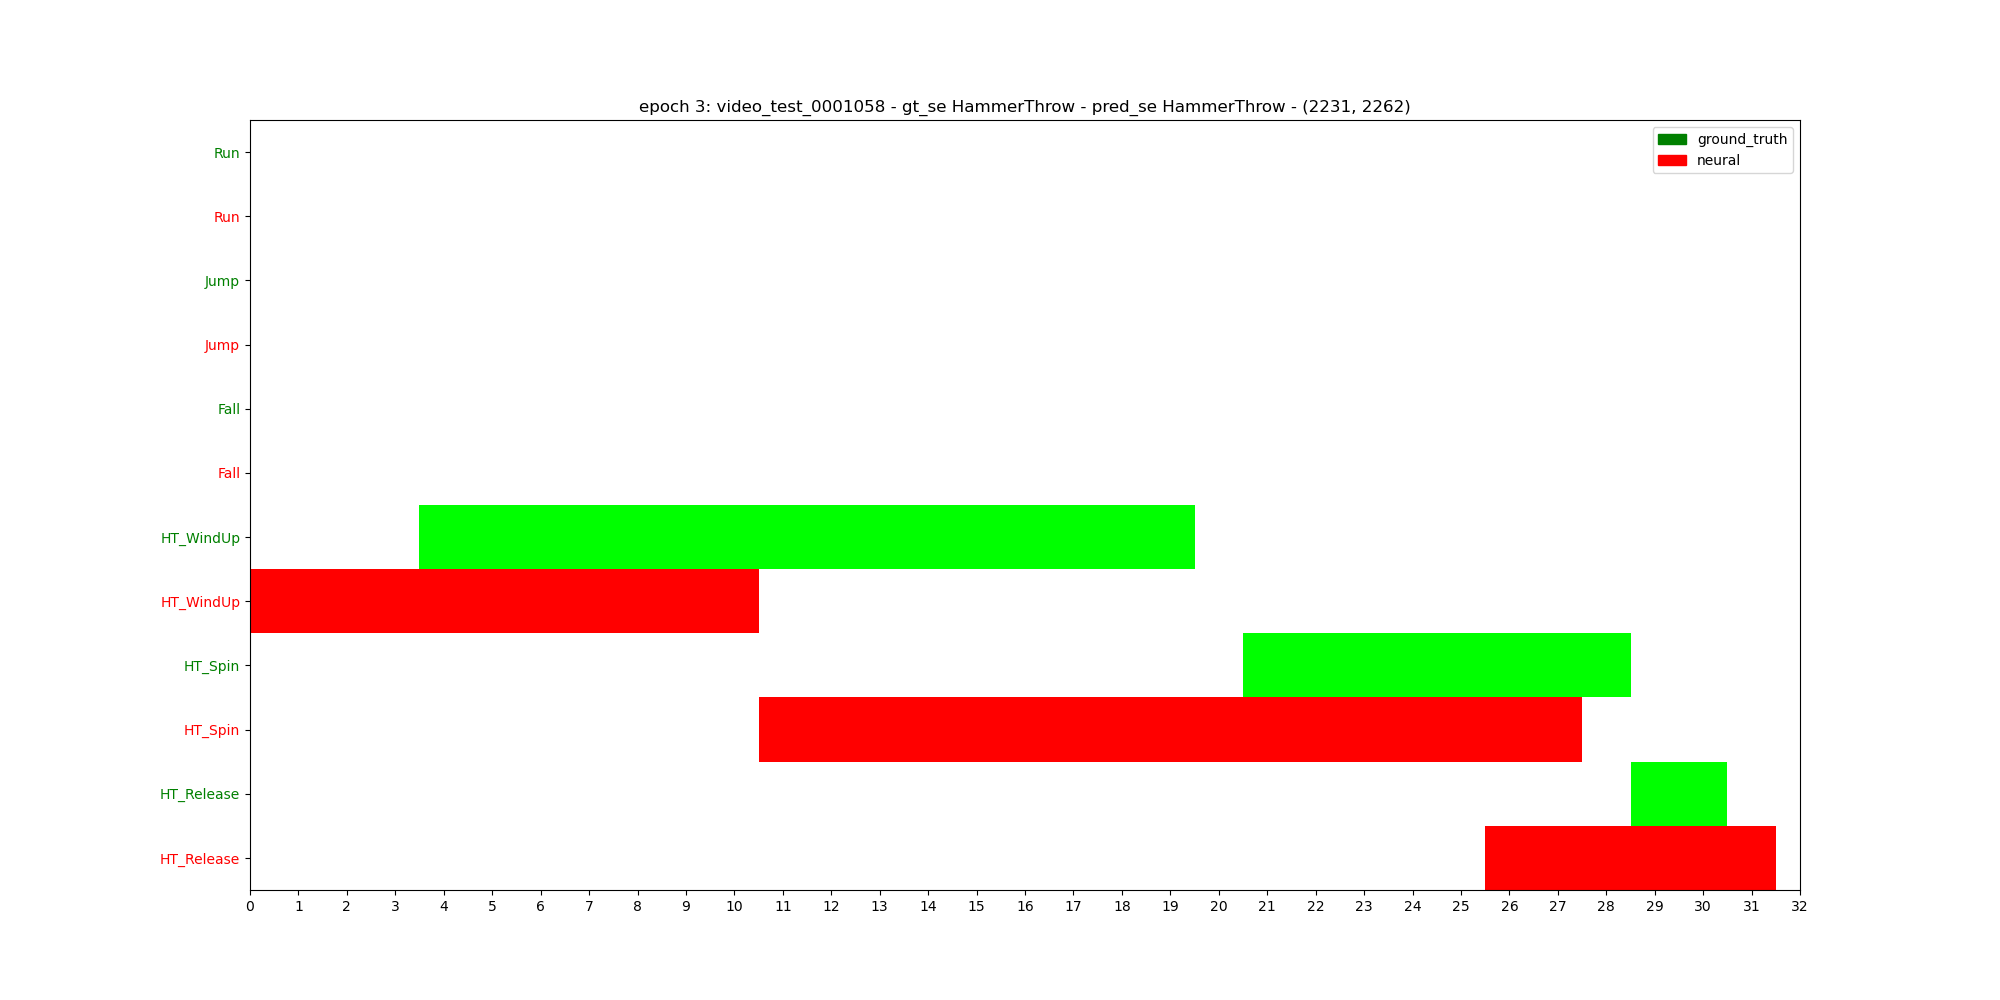 epoch 3: video_test_0001058 - gt_se HammerThrow - pred_se HammerThrow - (2231, 2262)
ground_truth
neural
Run
Run
Jump
Jump
Fall
Fall
HT_WindUp
HT_WindUp
HT_Spin
HT_Spin
HT_Release
HT_Release
0 1 2 3 4 5 6 7 8 9 10 11 12 13 14 15 16 17 18 19 20 21 22 23 24 25 26 27 28 29 30 31 32